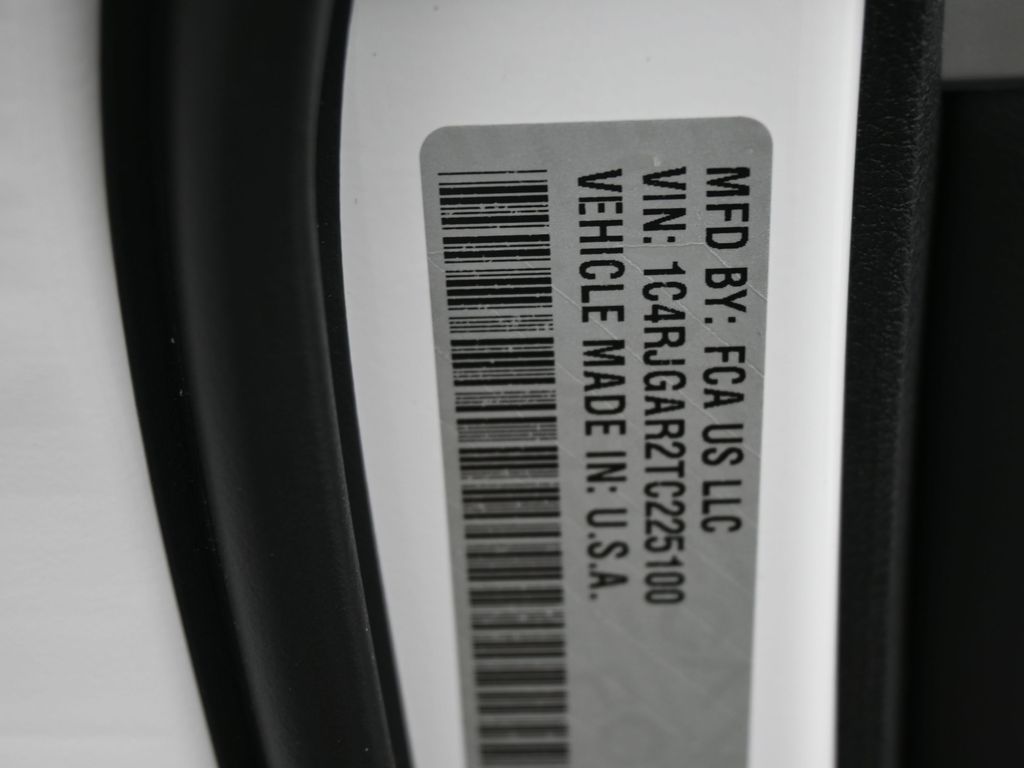 MFD BY: FCA US LLC
VIN: 1C4RJGAR2TC225100
VEHICLE MADE IN: U.S.A.